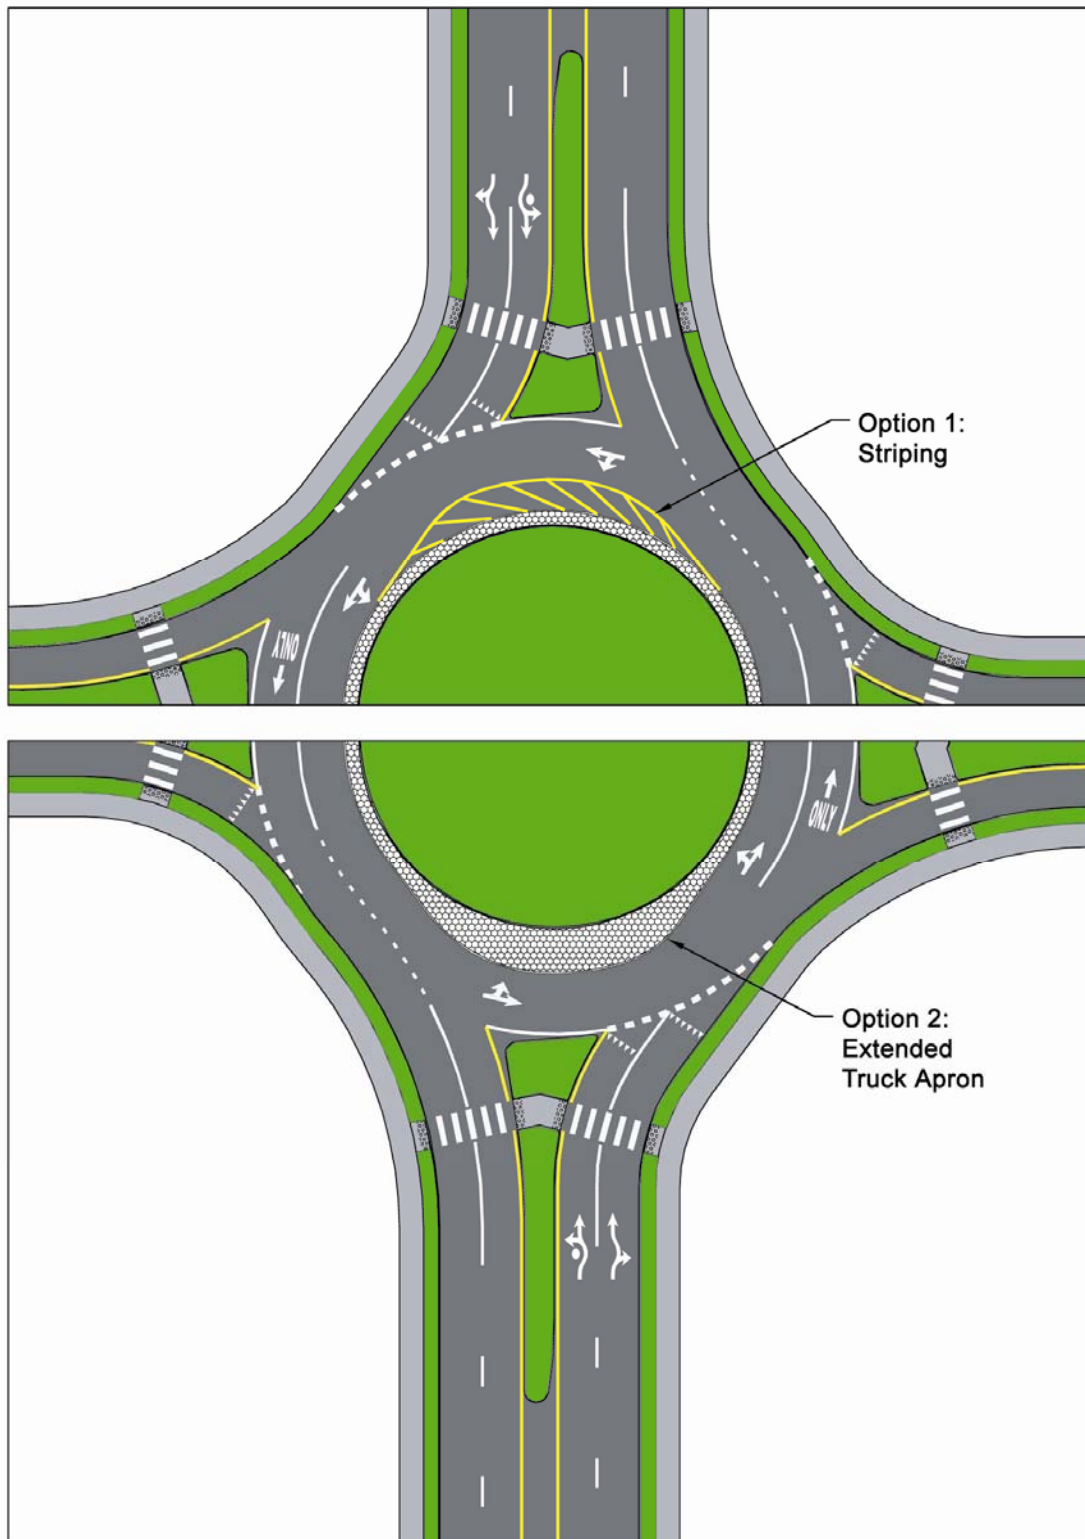 Option 1:
Striping
ONLY
ONLY
Option 2:
Extended
Truck Apron